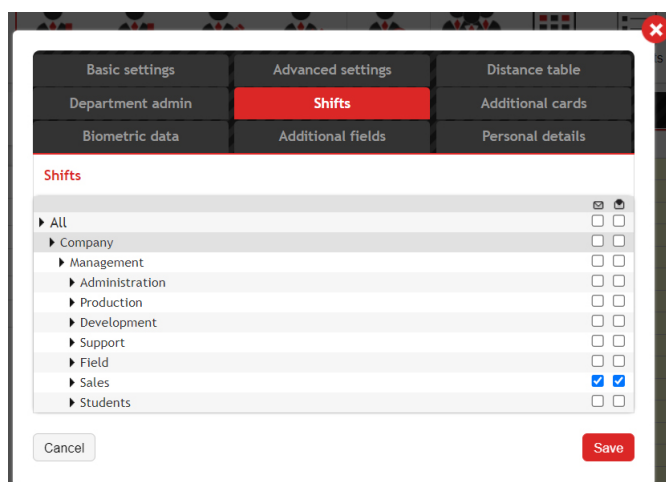 Basic settings Advanced settings Distance table
Department admin Shifts Additional cards
Biometric data Additional fields Personal details
Shifts
All
Company
Management
Administration
Production
Development
Support
Field
Sales
Students
Cancel Save